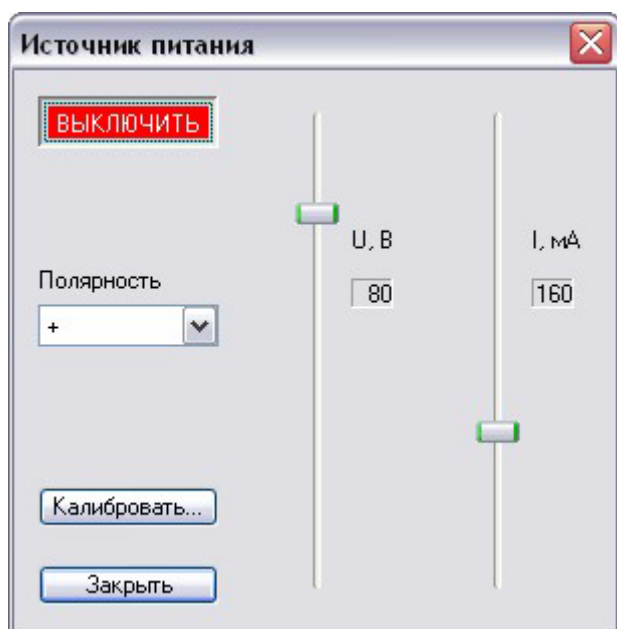 Источник питания
ВЫКЛЮЧИТЬ
U, В
I, мА
Полярность
80
160
+
Калибровать...
Закрыть